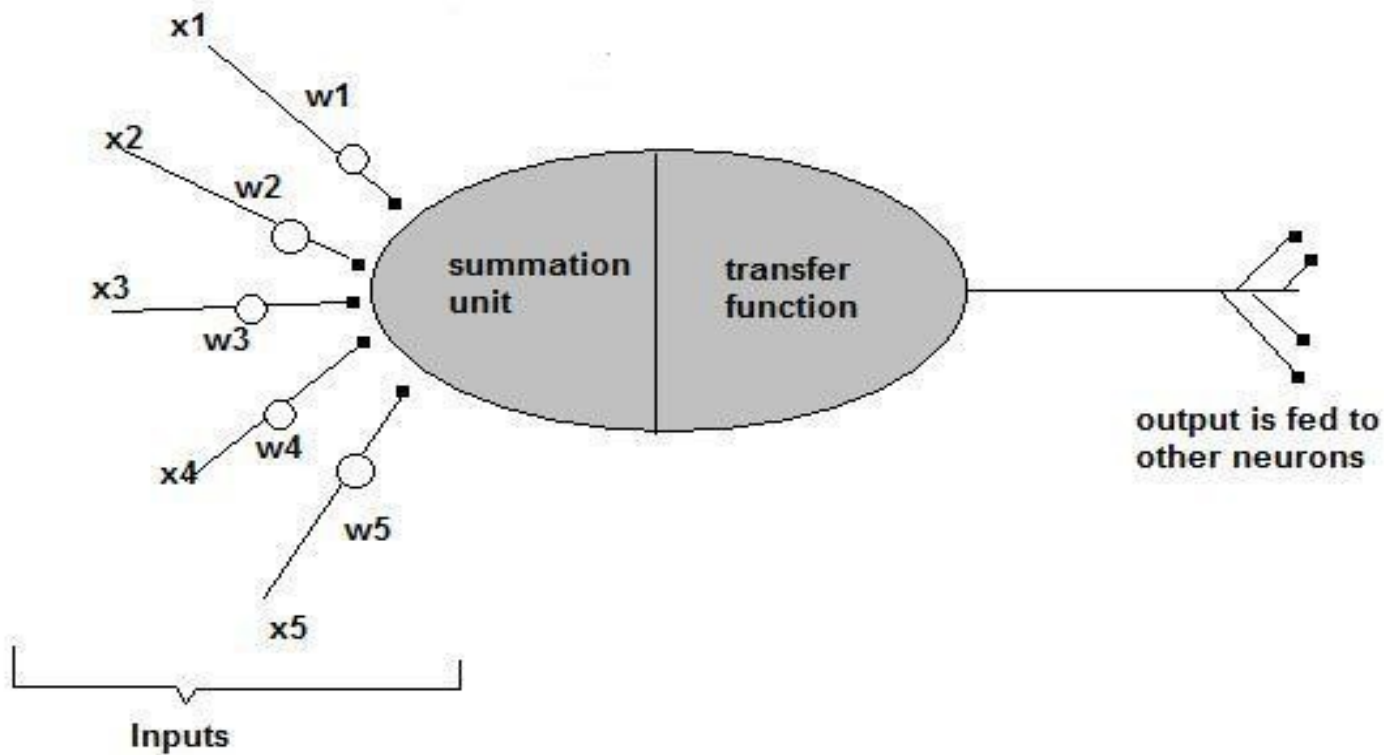 x1
w1
x2
w2
x3
w3
x4
w4
x5
w5
summation
unit
transfer
function
output is fed to
other neurons
Inputs